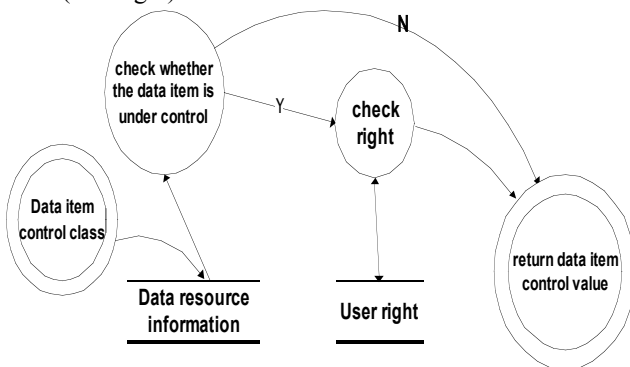 N
check whether
the data item is
under control
Y
check
right
Data item
control class
return data item
control value
Data resource
information
User right